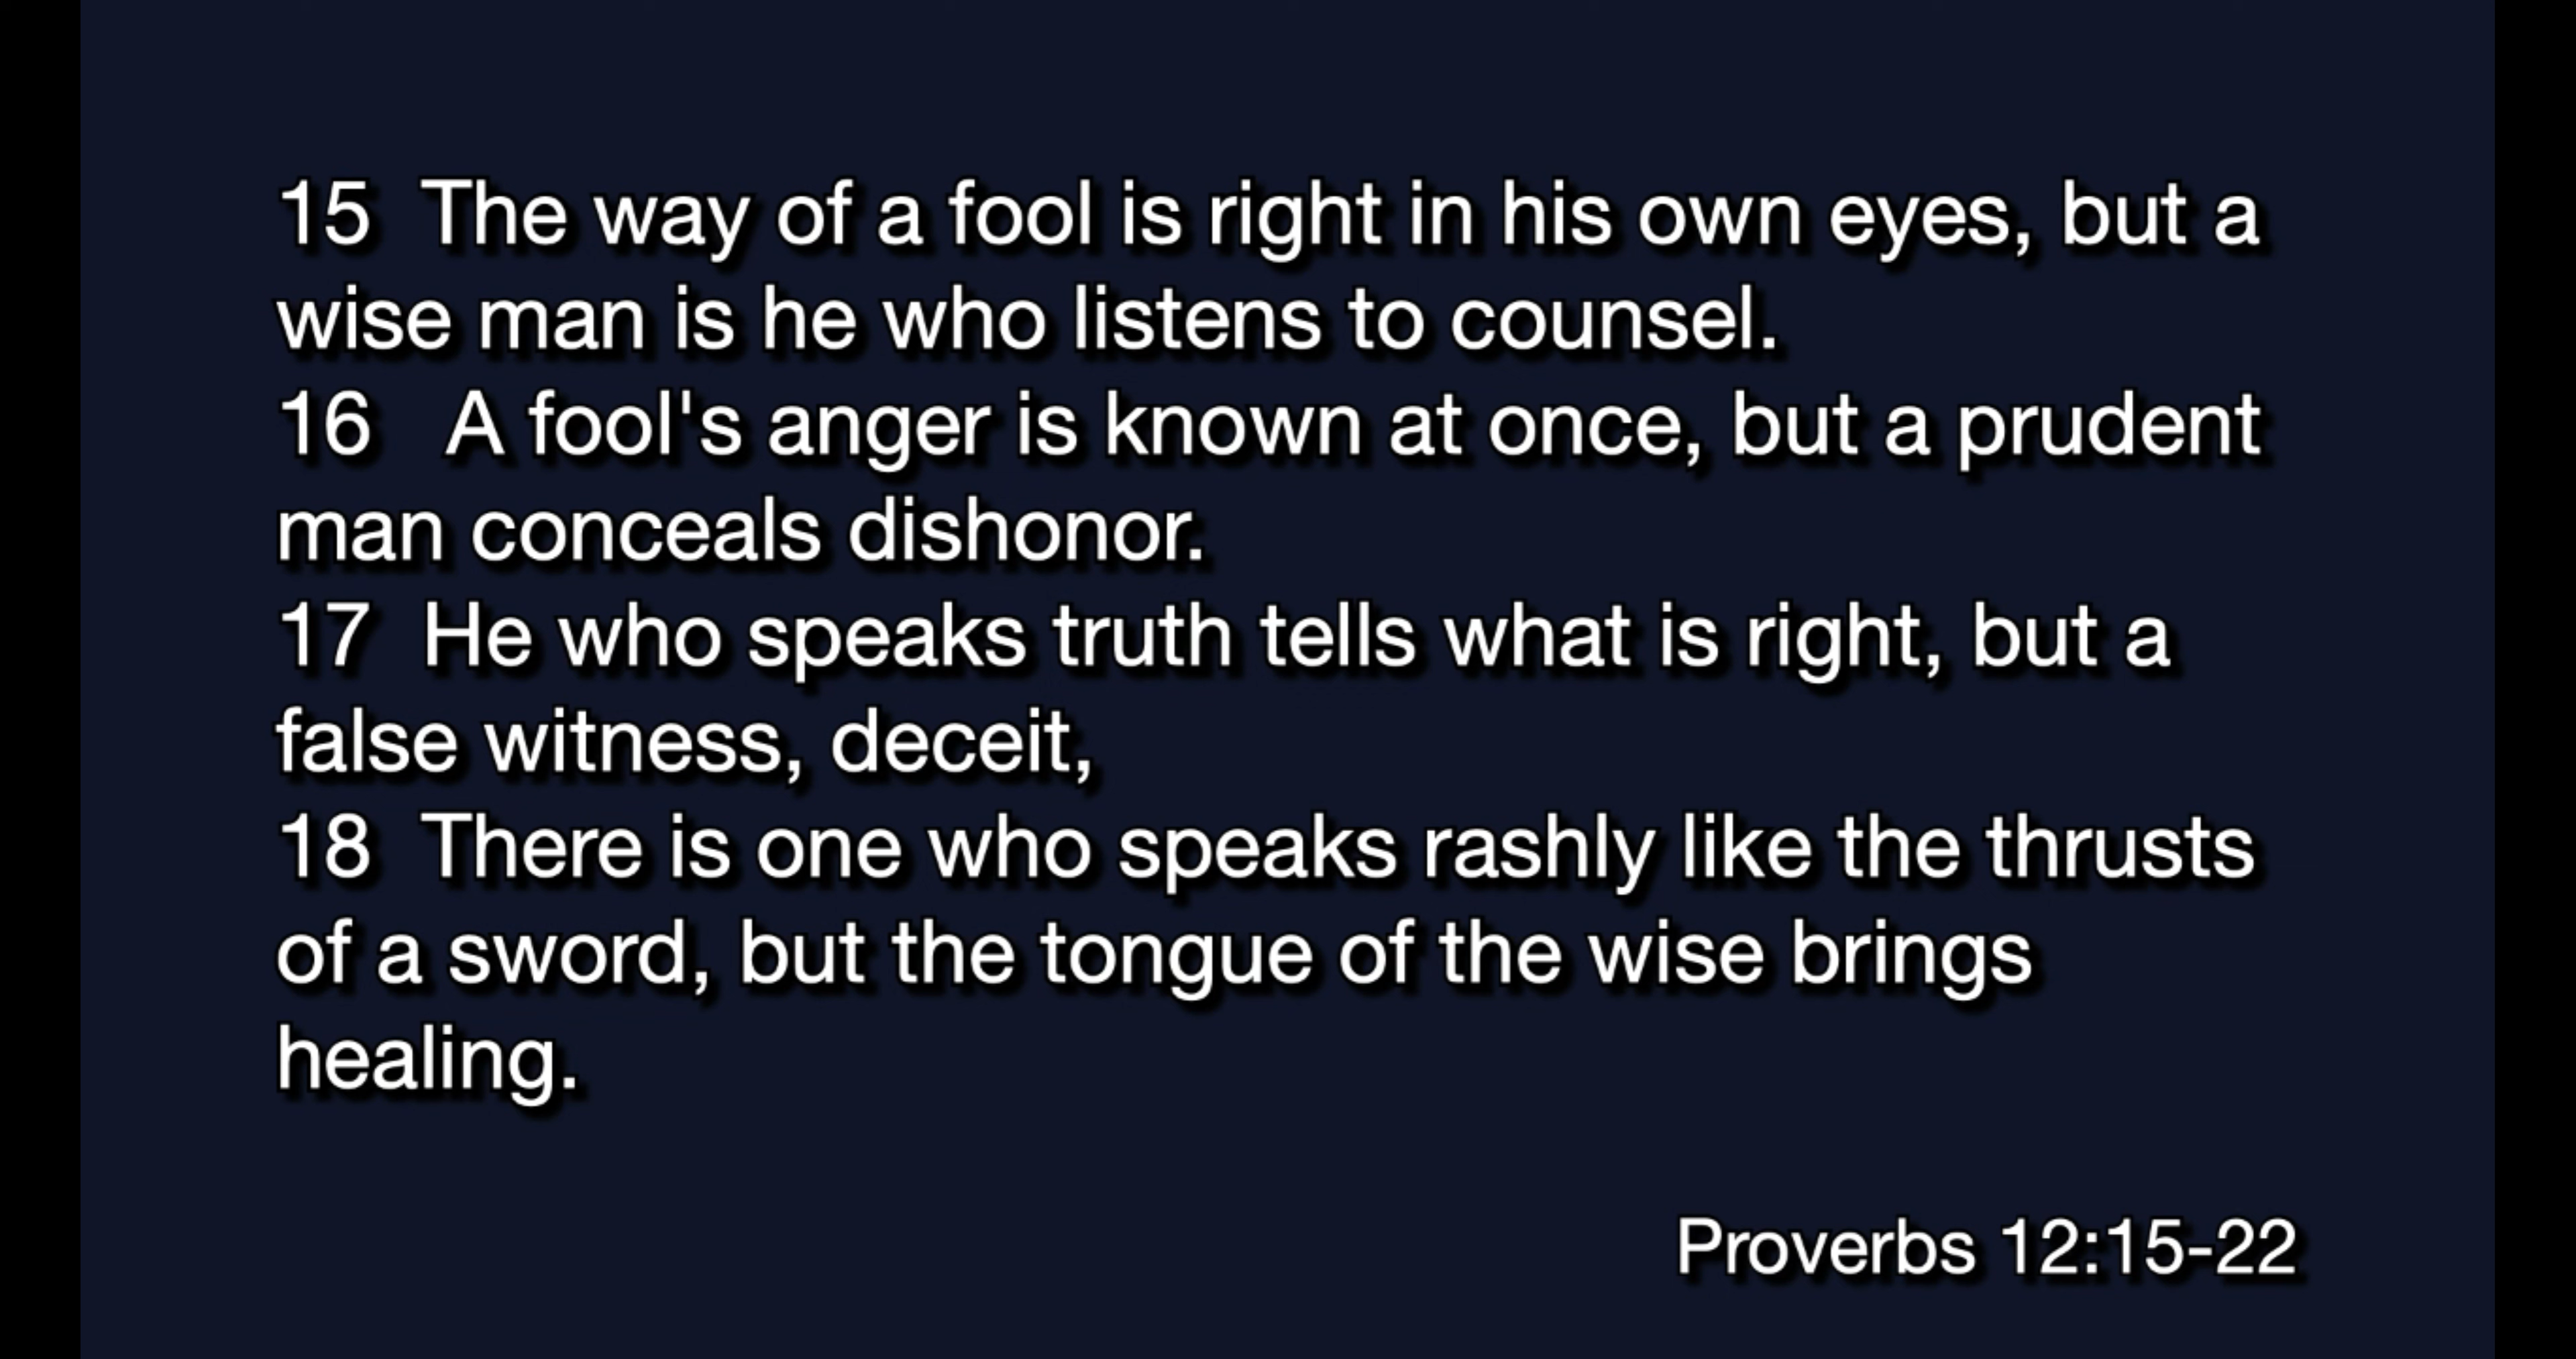 15  The way of a fool is right in his own eyes, but a
wise man is he who listens to counsel.
16   A fool's anger is known at once, but a prudent
man conceals dishonor.
17  He who speaks truth tells what is right, but a
false witness, deceit,
18  There is one who speaks rashly like the thrusts
of a sword, but the tongue of the wise brings
healing.
Proverbs 12:15-22